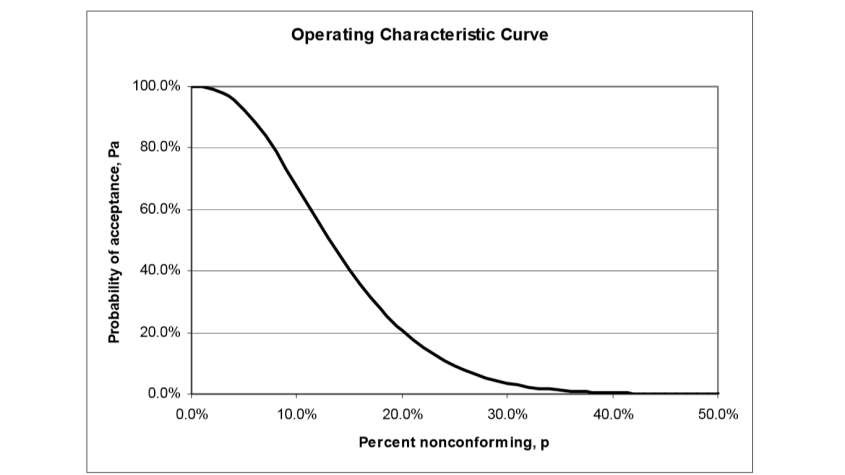 Operating Characteristic Curve
Probability of acceptance, Pa
100.0%
80.0%
60.0%
40.0%
20.0%
0.0%
0.0% 10.0% 20.0% 30.0% 40.0% 50.0%
Percent nonconforming, p